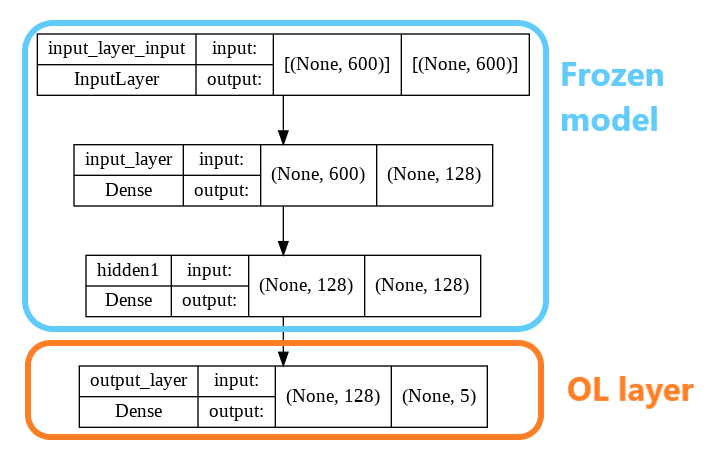 input_layer_input
input:
[(None, 600)]
[(None, 600)]
InputLayer
output:
Frozen
model
input_layer
input:
(None, 600)
(None, 128)
Dense
output:
hidden1
input:
(None, 128)
(None, 128)
Dense
output:
output_layer
input:
(None, 128)
(None, 5)
Dense
output:
OL layer